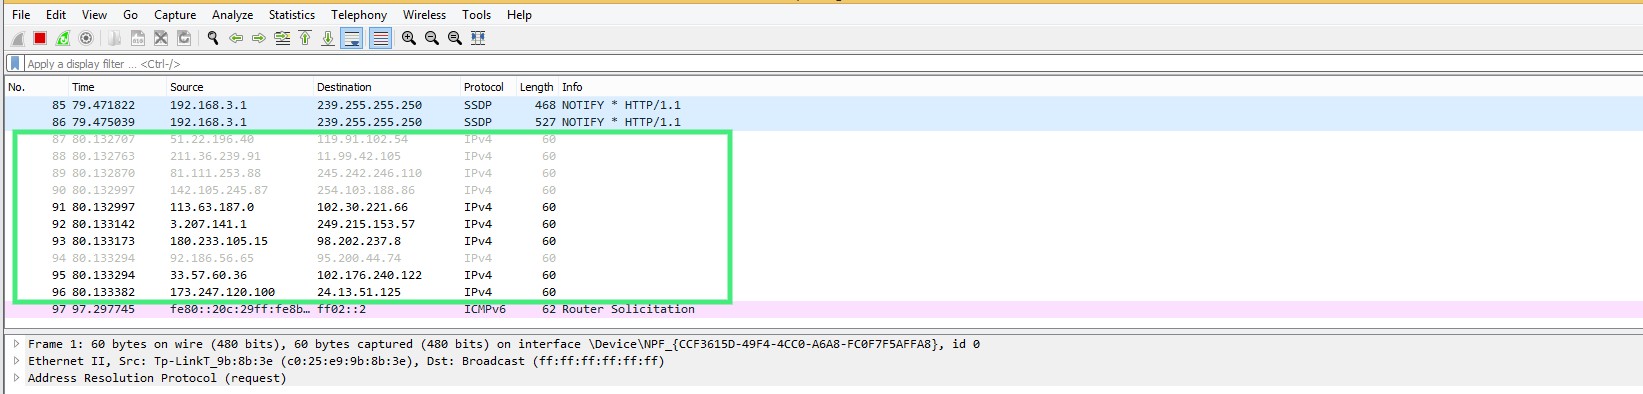 File Edit View Go Capture Analyze Statistics Telephony Wireless Tools Help
Apply a display filter ... <Ctrl-/>
No. Time Source Destination Protocol Length Info
85 79.471822 192.168.3.1 239.255.255.250 SSDP 468 NOTIFY * HTTP/1.1
86 79.475039 192.168.3.1 239.255.255.250 SSDP 527 NOTIFY * HTTP/1.1
87 80.132707 51.22.196.40 119.91.102.54 IPv4 60
88 80.132763 211.36.239.91 11.99.42.105 IPv4 60
89 80.132870 81.111.253.88 245.242.246.110 IPv4 60
90 80.132997 142.105.245.87 254.103.188.86 IPv4 60
91 80.132997 113.63.187.0 102.30.221.66 IPv4 60
92 80.133142 3.207.141.1 249.215.153.57 IPv4 60
93 80.133173 180.233.105.15 98.202.237.8 IPv4 60
94 80.133294 92.186.56.65 95.200.44.74 IPv4 60
95 80.133294 33.57.60.36 102.176.240.122 IPv4 60
96 80.133382 173.247.120.100 24.13.51.125 IPv4 60
97 97.297745 fe80::20c:29ff:fe8b… ff02::2 ICMPv6 62 Router Solicitation
Frame 1: 60 bytes on wire (480 bits), 60 bytes captured (480 bits) on interface \Device\NPF_{CCF3615D-49F4-4CC0-A6A8-FC0F7F5AFFA8}, id 0
Ethernet II, Src: Tp-LinkT_9b:8b:3e (c0:25:e9:9b:8b:3e), Dst: Broadcast (ff:ff:ff:ff:ff:ff)
Address Resolution Protocol (request)